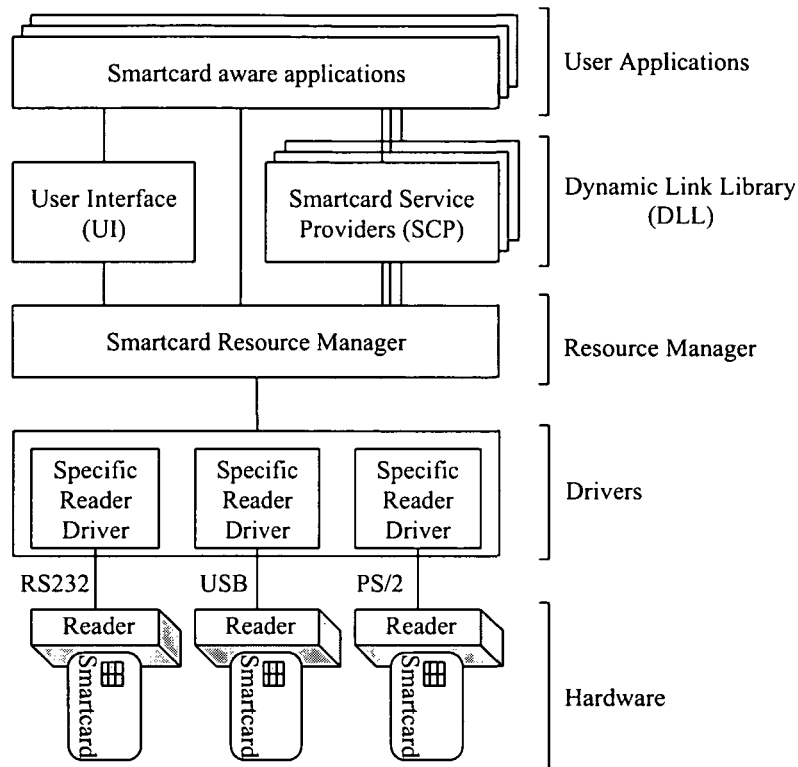 Smartcard aware applications
User Applications
User Interface
(UI)
Smartcard Service
Providers (SCP)
Dynamic Link Library
(DLL)
Smartcard Resource Manager
Resource Manager
Specific
Reader
Driver
Specific
Reader
Driver
Specific
Reader
Driver
Drivers
RS232
USB
PS/2
Reader
Reader
Reader
Smartcard
Smartcard
Smartcard
Hardware